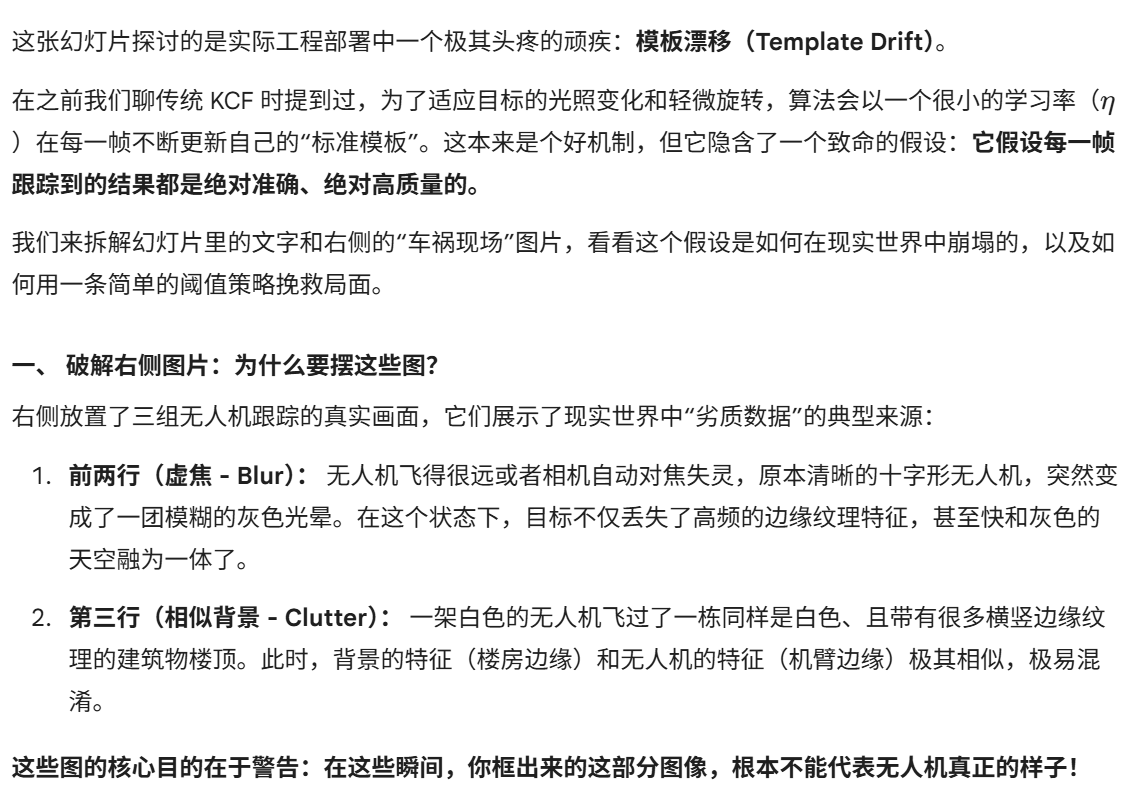 这张幻灯片探讨的是实际工程部署中一个极其头疼的顽疾：模板漂移（Template Drift）。
在之前我们聊传统 KCF 时提到过，为了适应目标的光照变化和轻微旋转，算法会以一个很小的学习率（η
）在每一帧不断更新自己的“标准模板”。这本来是个好机制，但它隐含了一个致命的假设：它假设每一帧
跟踪到的结果都是绝对准确、绝对高质量的。
我们来拆解幻灯片里的文字和右侧的“车祸现场”图片，看看这个假设是如何在现实世界中崩塌的，以及如
何用一条简单的阈值策略挽救局面。
一、 破解右侧图片：为什么要摆这些图？
右侧放置了三组无人机跟踪的真实画面，它们展示了现实世界中“劣质数据”的典型来源：
1. 前两行（虚焦 - Blur）： 无人机飞得很远或者相机自动对焦失灵，原本清晰的十字形无人机，突然变
成了一团模糊的灰色光晕。在这个状态下，目标不仅丢失了高频的边缘纹理特征，甚至快和灰色的
天空融为一体了。
2. 第三行（相似背景 - Clutter）： 一架白色的无人机飞过了一栋同样是白色、且带有很多横竖边缘纹
理的建筑物楼顶。此时，背景的特征（楼房边缘）和无人机的特征（机臂边缘）极其相似，极易混
淆。
这些图的核心目的在于警告：在这些瞬间，你框出来的这部分图像，根本不能代表无人机真正的样子！